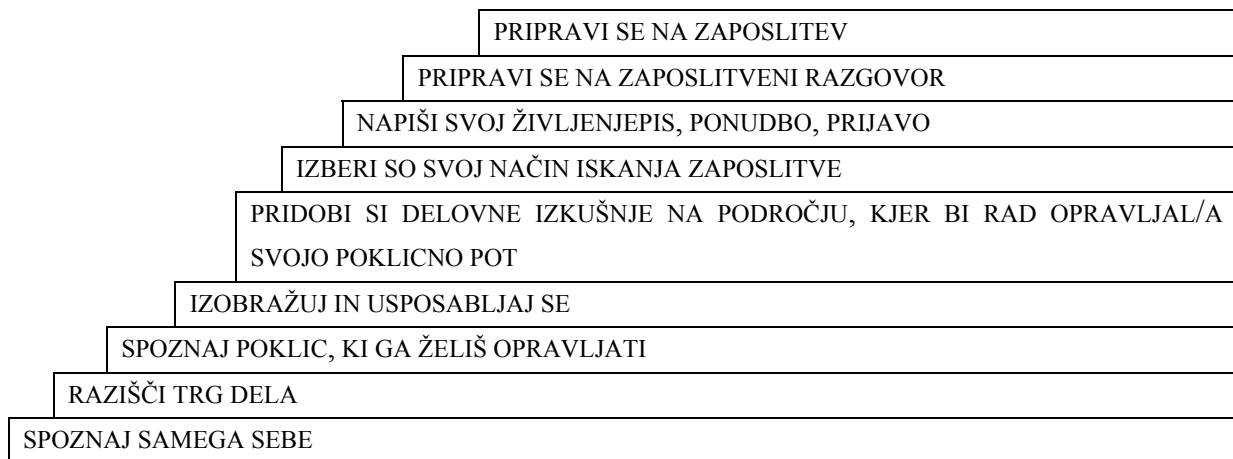 PRIPRAVI SE NA ZAPOSLITEV
PRIPRAVI SE NA ZAPOSLITVENI RAZGOVOR
NAPIŠI SVOJ ŽIVLJENJEPIS, PONUDBO, PRIJAVO
IZBERI SO SVOJ NAČIN ISKANJA ZAPOSLITVE
PRIDOBI SI DELOVNE IZKUŠNJE NA PODROČJU, KJER BI RAD OPRAVLJAL/A
SVOJO POKLICNO POT
IZOBRAŽUJ IN USPOSABLJAJ SE
SPOZNAJ POKLIC, KI GA ŽELIŠ OPRAVLJATI
RAZIŠČI TRG DELA
SPOZNAJ SAMEGA SEBE